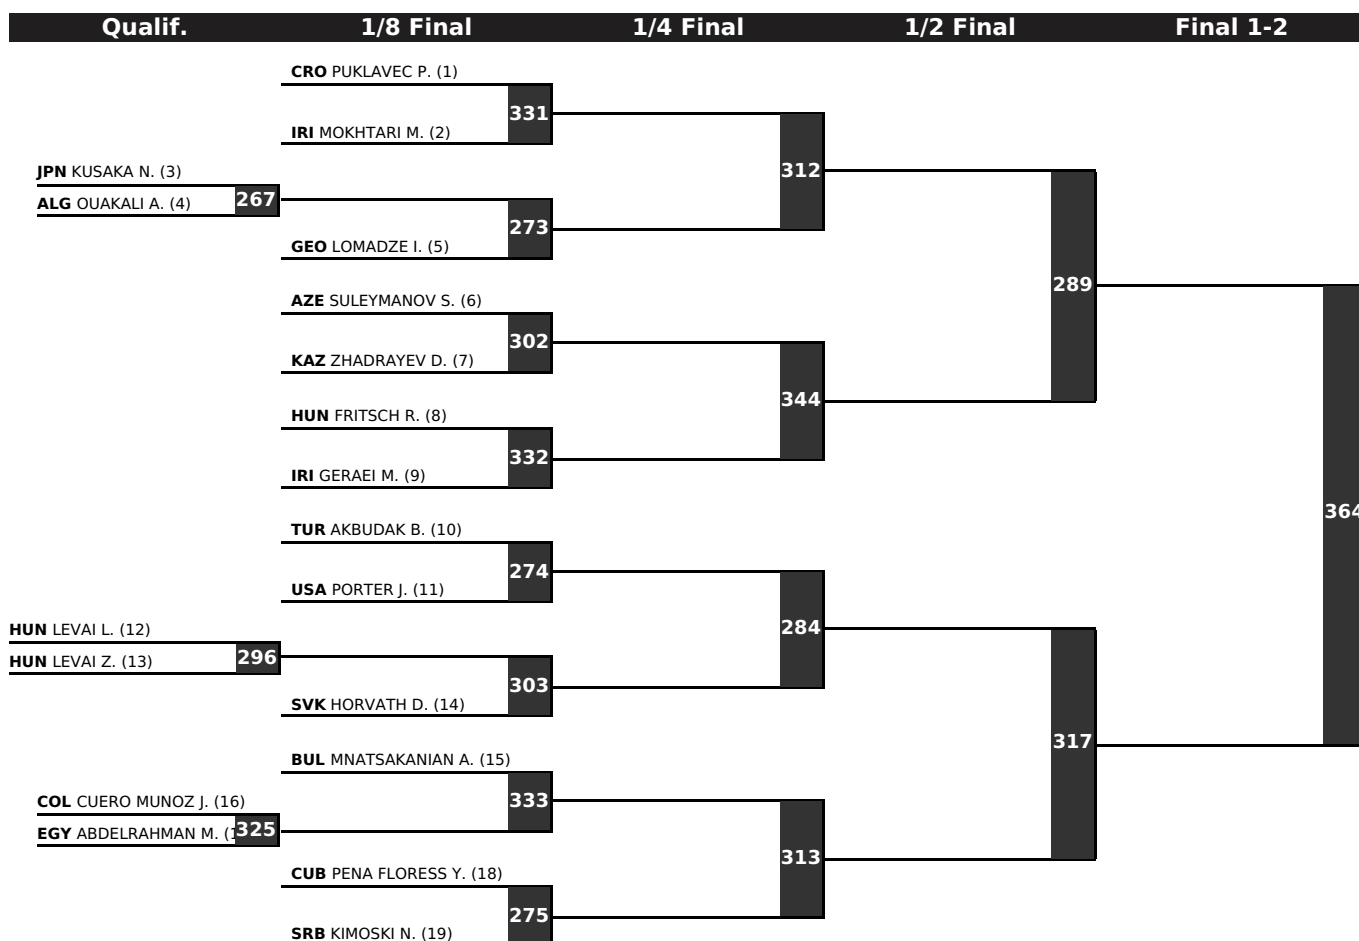 Qualif. 1/8 Final 1/4 Final 1/2 Final Final 1-2
CRO PUKLAVEC P. (1)
331
IRI MOKHTARI M. (2)
312
JPN KUSAKA N. (3)
267
ALG OUAKALI A. (4)
273
GEO LOMADZE I. (5)
289
AZE SULEYMANOV S. (6)
302
KAZ ZHADRAYEV D. (7)
344
HUN FRITSCH R. (8)
332
IRI GERAEI M. (9)
364
TUR AKBUDAK B. (10)
274
USA PORTER J. (11)
284
HUN LEVAI L. (12)
296
HUN LEVAI Z. (13)
303
SVK HORVATH D. (14)
317
BUL MNATSAKANIAN A. (15)
333
COL CUERO MUNOZ J. (16)
325
EGY ABDELRAHMAN M. (1
313
CUB PENA FLORESS Y. (18)
275
SRB KIMOSKI N. (19)